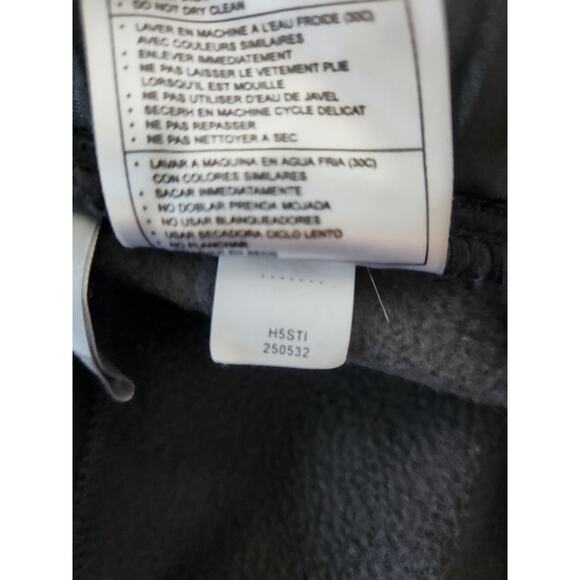 • DO NOT DRY CLEAN
• LAVER EN MACHINE A L'EAU FROIDE (30C)
AVEC COULEURS SIMILAIRES
• ENLEVER IMMEDIATEMENT
• NE PAS LAISSER LE VETEMENT PLIE
LORSQU'IL EST MOUILLE
• NE PAS UTILISER D'EAU DE JAVEL
• SECERH EN MACHINE CYCLE DELICAT
• NE PAS REPASSER
• NE PAS NETTOYER A SEC
• LAVAR A MAQUINA EN AGUA FRIA (30C)
CON COLORES SIMILARES
• SACAR INMEDIATAMENTE
• NO DOBLAR PRENDA MOJADA
• NO USAR BLANQUEADORES
• USAR SECADORA CICLO LENTO
• NO PLANCHAR
H5STI
250532